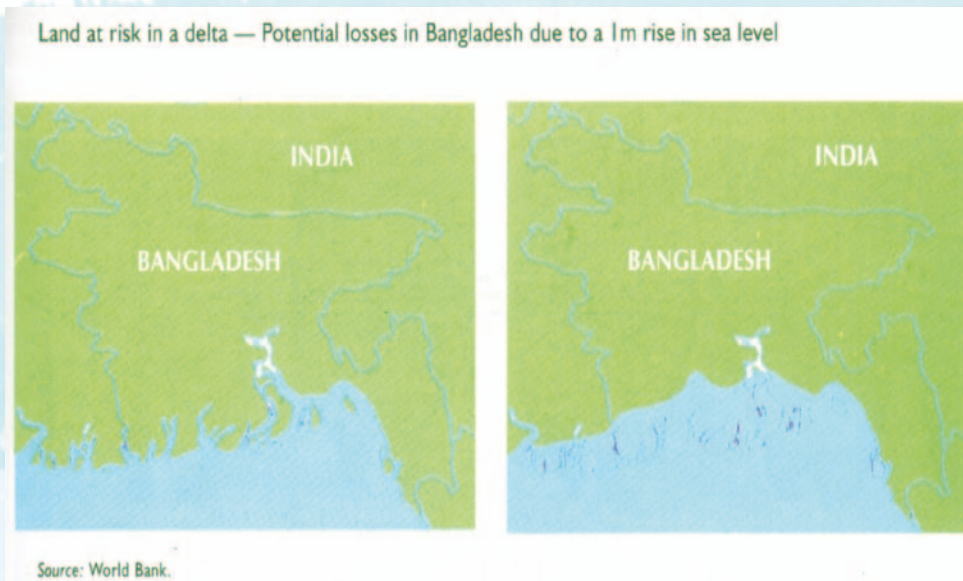 Land at risk in a delta — Potential losses in Bangladesh due to a 1m rise in sea level
INDIA
BANGLADESH
INDIA
BANGLADESH
Source: World Bank.